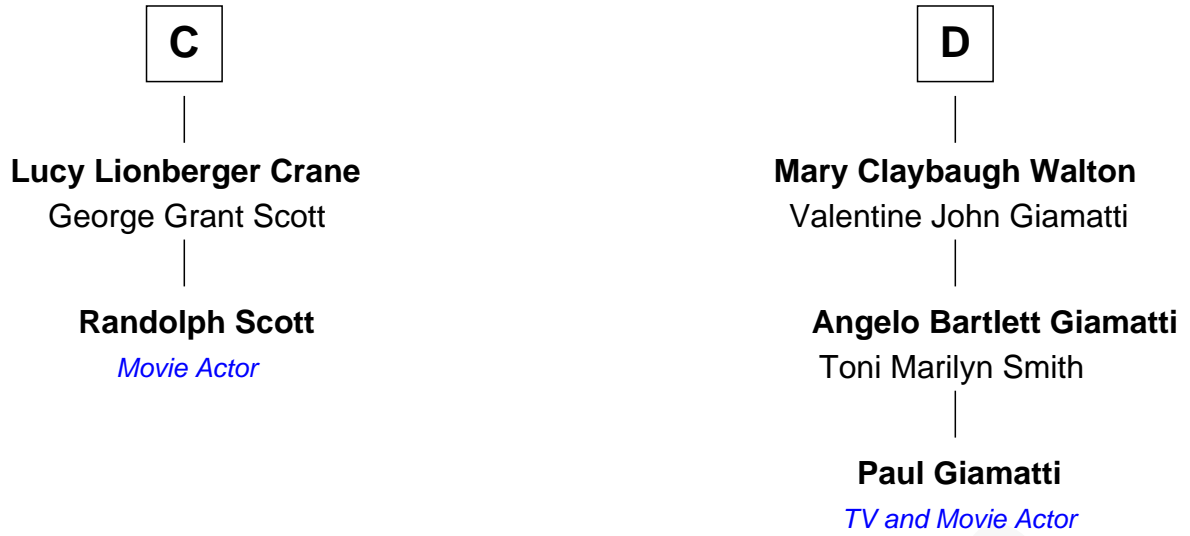 C
Lucy Lionberger Crane
George Grant Scott
Randolph Scott
Movie Actor
D
Mary Claybaugh Walton
Valentine John Giamatti
Angelo Bartlett Giamatti
Toni Marilyn Smith
Paul Giamatti
TV and Movie Actor